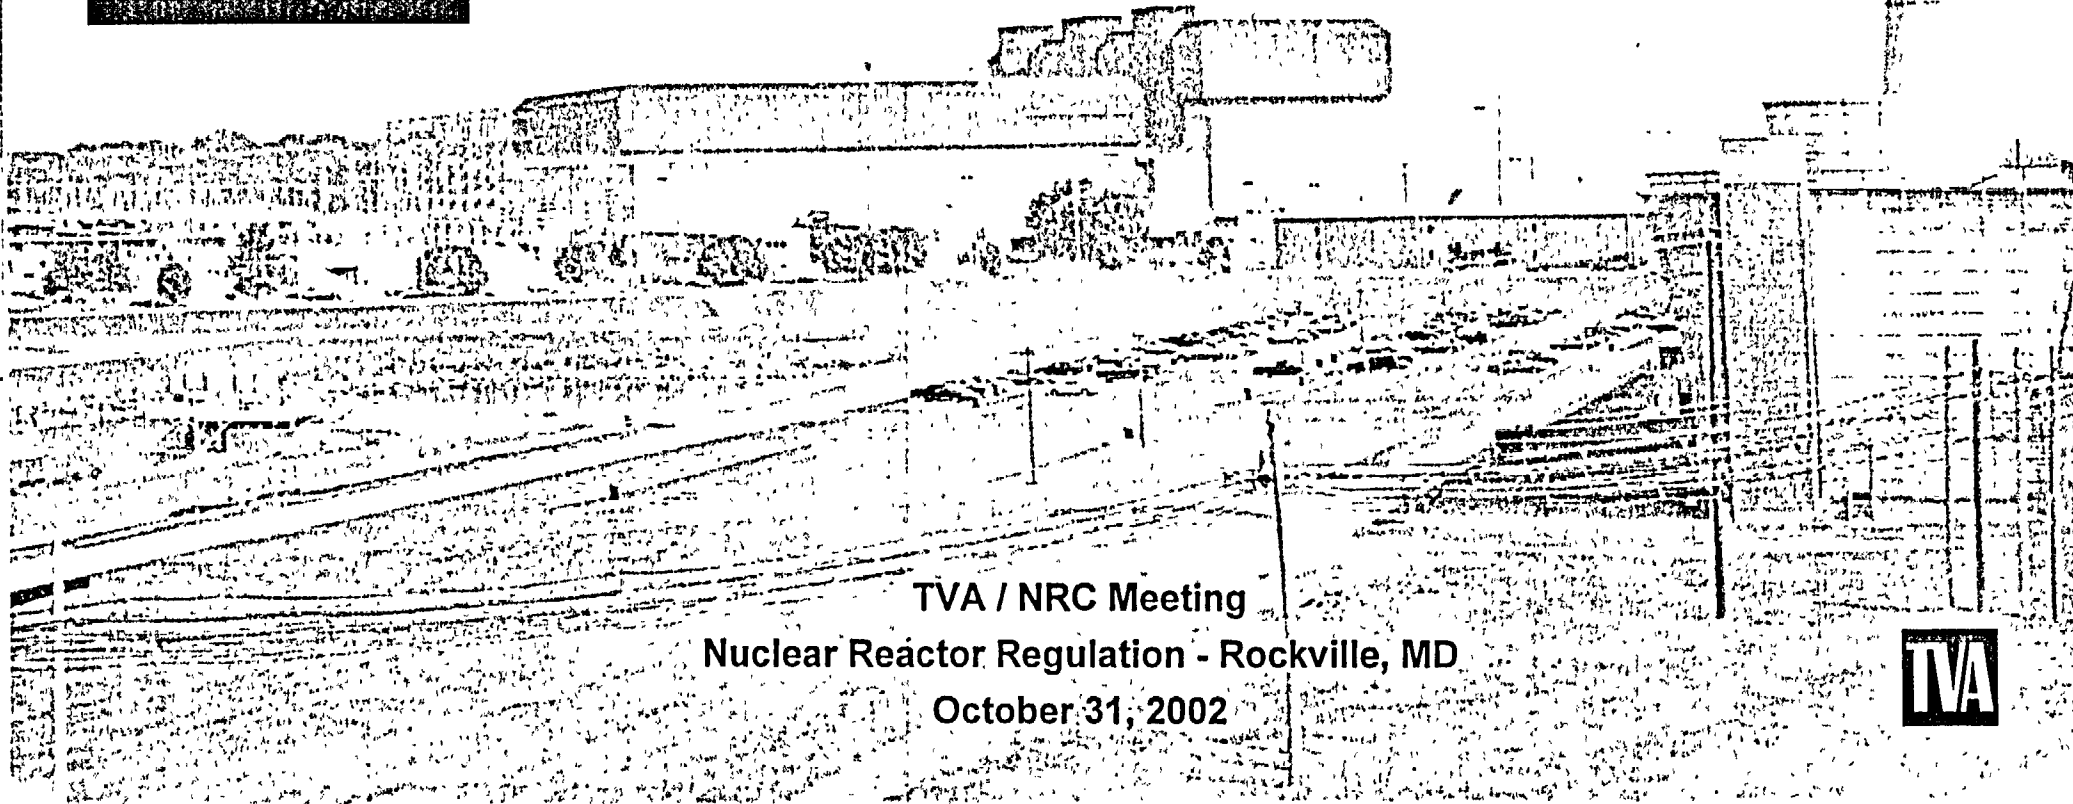 TVA / NRC Meeting
Nuclear Reactor Regulation - Rockville, MD
October 31, 2002
TVA